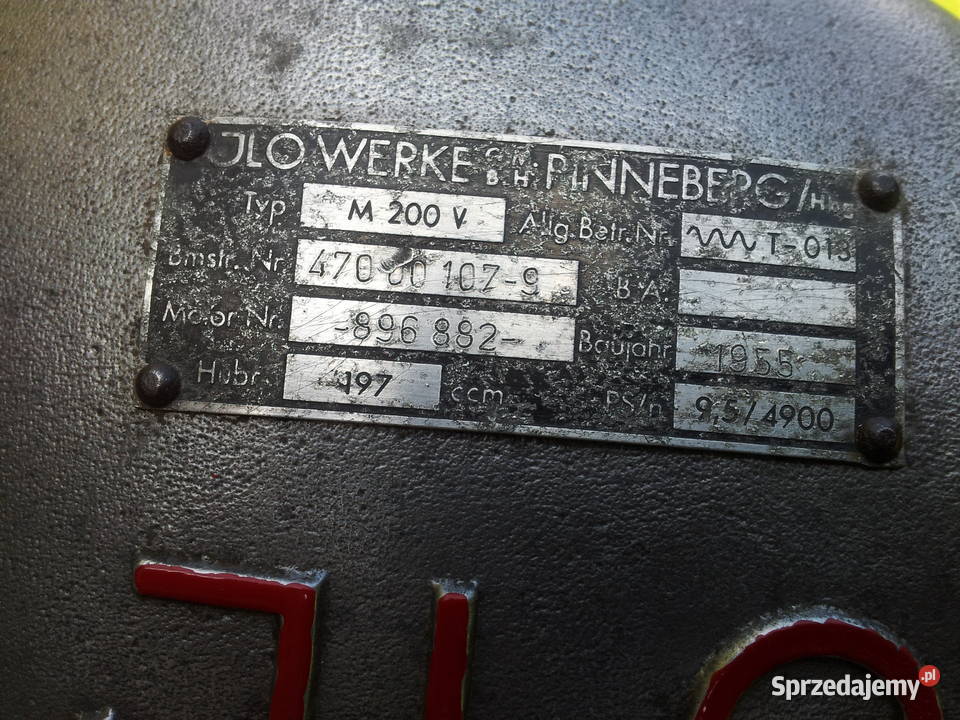 JLO WERKE G.M.B.H. PINNEBERG/
Typ M 200 V Allg. Betr. Nr. T-013
Bmstr. Nr. 470 00 107-9 B.A.
Motor Nr. -896 882- Baujahr 1955
Hubr. 197 ccm PS/n 9,5/4900
JLO
Sprzedajemy.pl